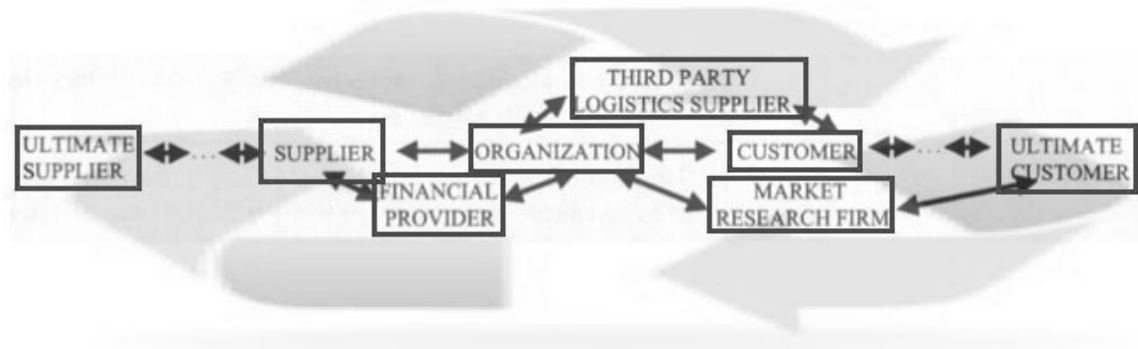 THIRD PARTY
LOGISTICS SUPPLIER
ULTIMATE
SUPPLIER
...
SUPPLIER
ORGANIZATION
CUSTOMER
...
ULTIMATE
CUSTOMER
FINANCIAL
PROVIDER
MARKET
RESEARCH FIRM